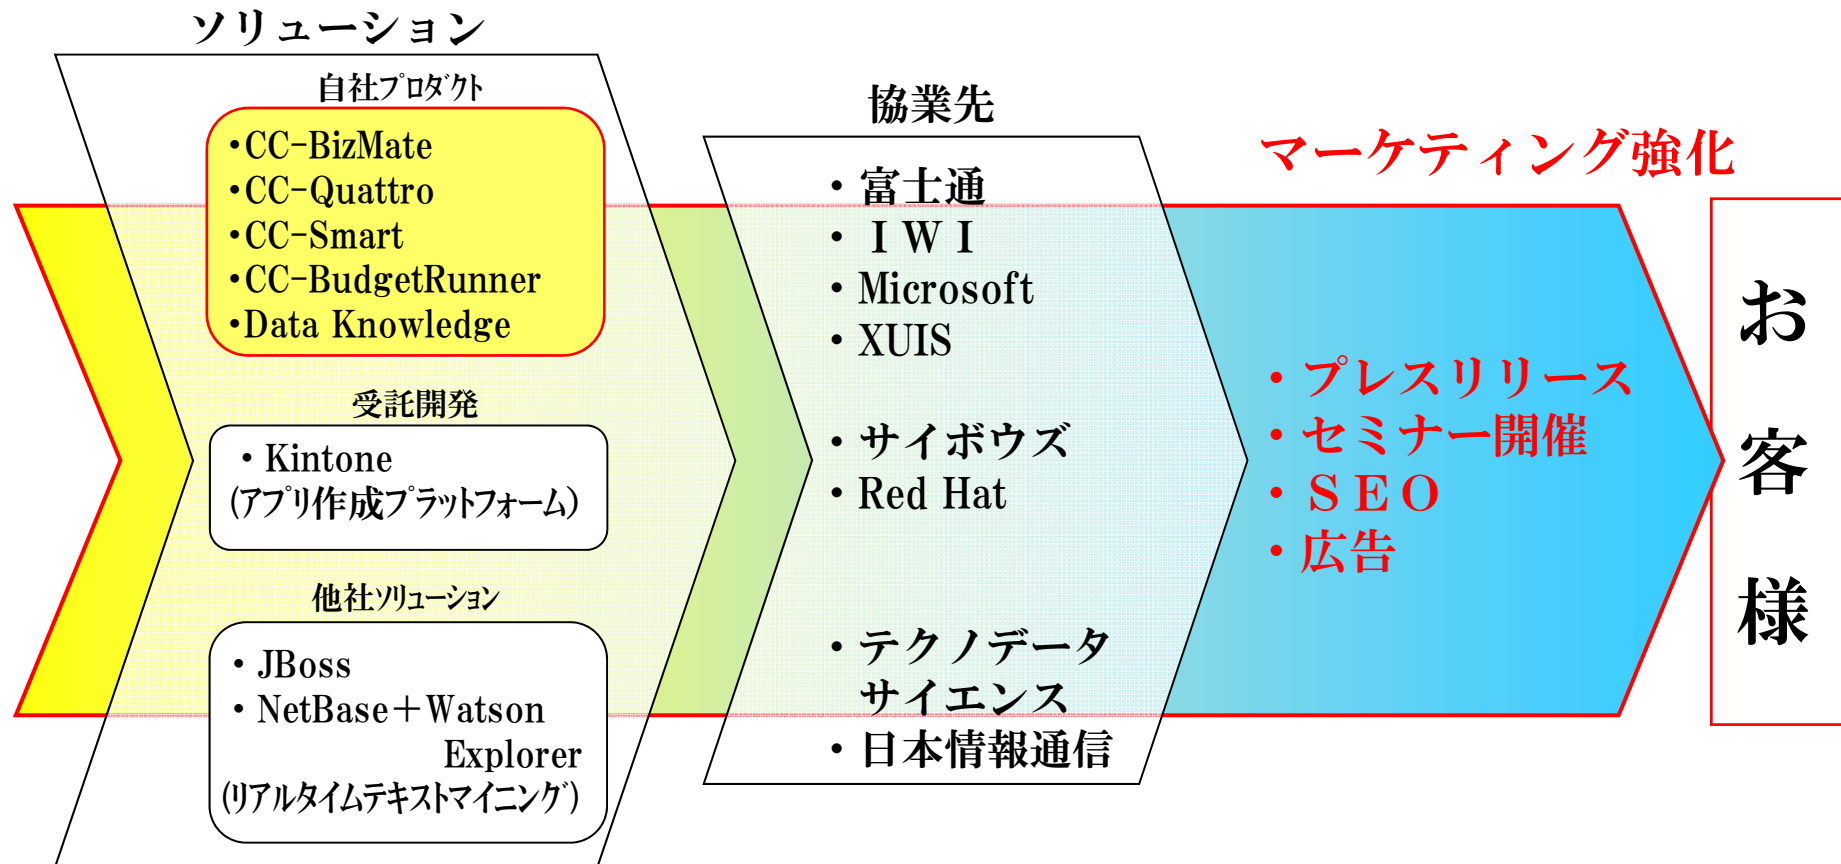 ソリューション
自社プロダクト
・CC-BizMate
・CC-Quattro
・CC-Smart
・CC-BudgetRunner
・Data Knowledge
受託開発
・Kintone
(アプリ作成プラットフォーム)
他社ソリューション
・JBoss
・NetBase＋Watson
Explorer
(リアルタイムテキストマイニング)
協業先
・富士通
・ＩＷＩ
・Microsoft
・XUIS
・サイボウズ
・Red Hat
・テクノデータ
サイエンス
・日本情報通信
マーケティング強化
・プレスリリース
・セミナー開催
・ＳＥＯ
・広告
お客様